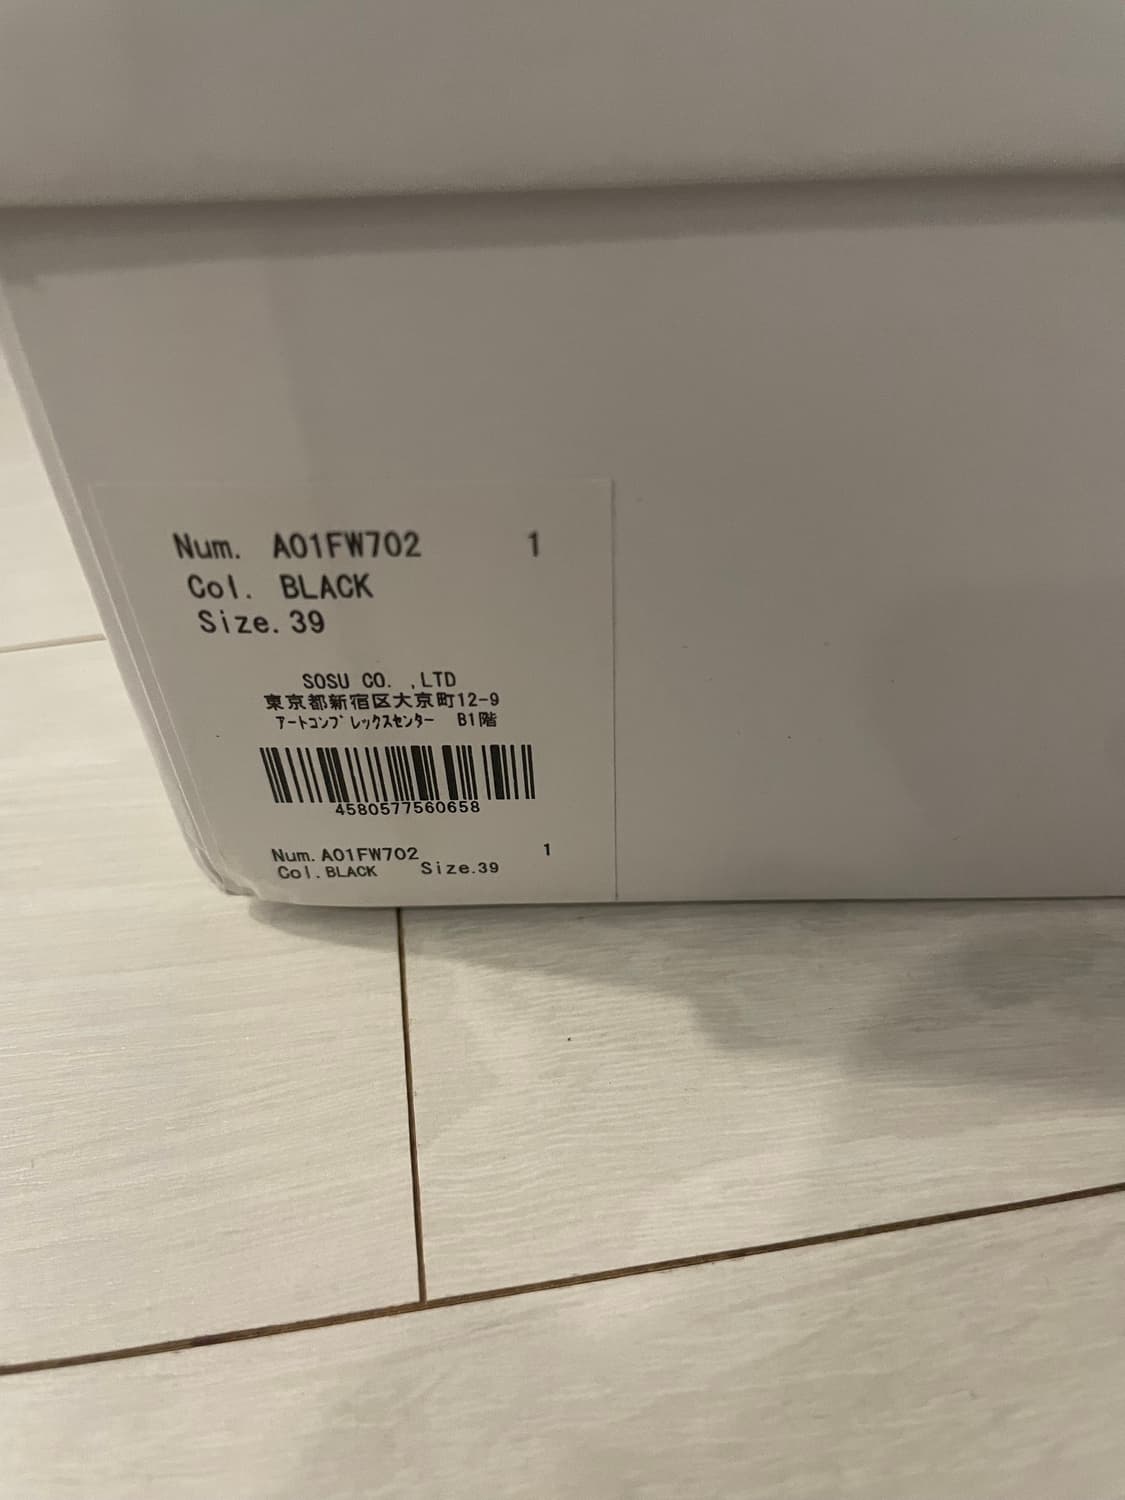 Num. A01FW702 1
Col. BLACK
Size. 39
SOSU CO. ,LTD
東京都新宿区大京町12-9
ｱｰﾄｺﾝﾌﾟﾚｯｸｽｾﾝﾀｰ B1階
4580577560658
Num. A01FW702 1
Col. BLACK Size.39